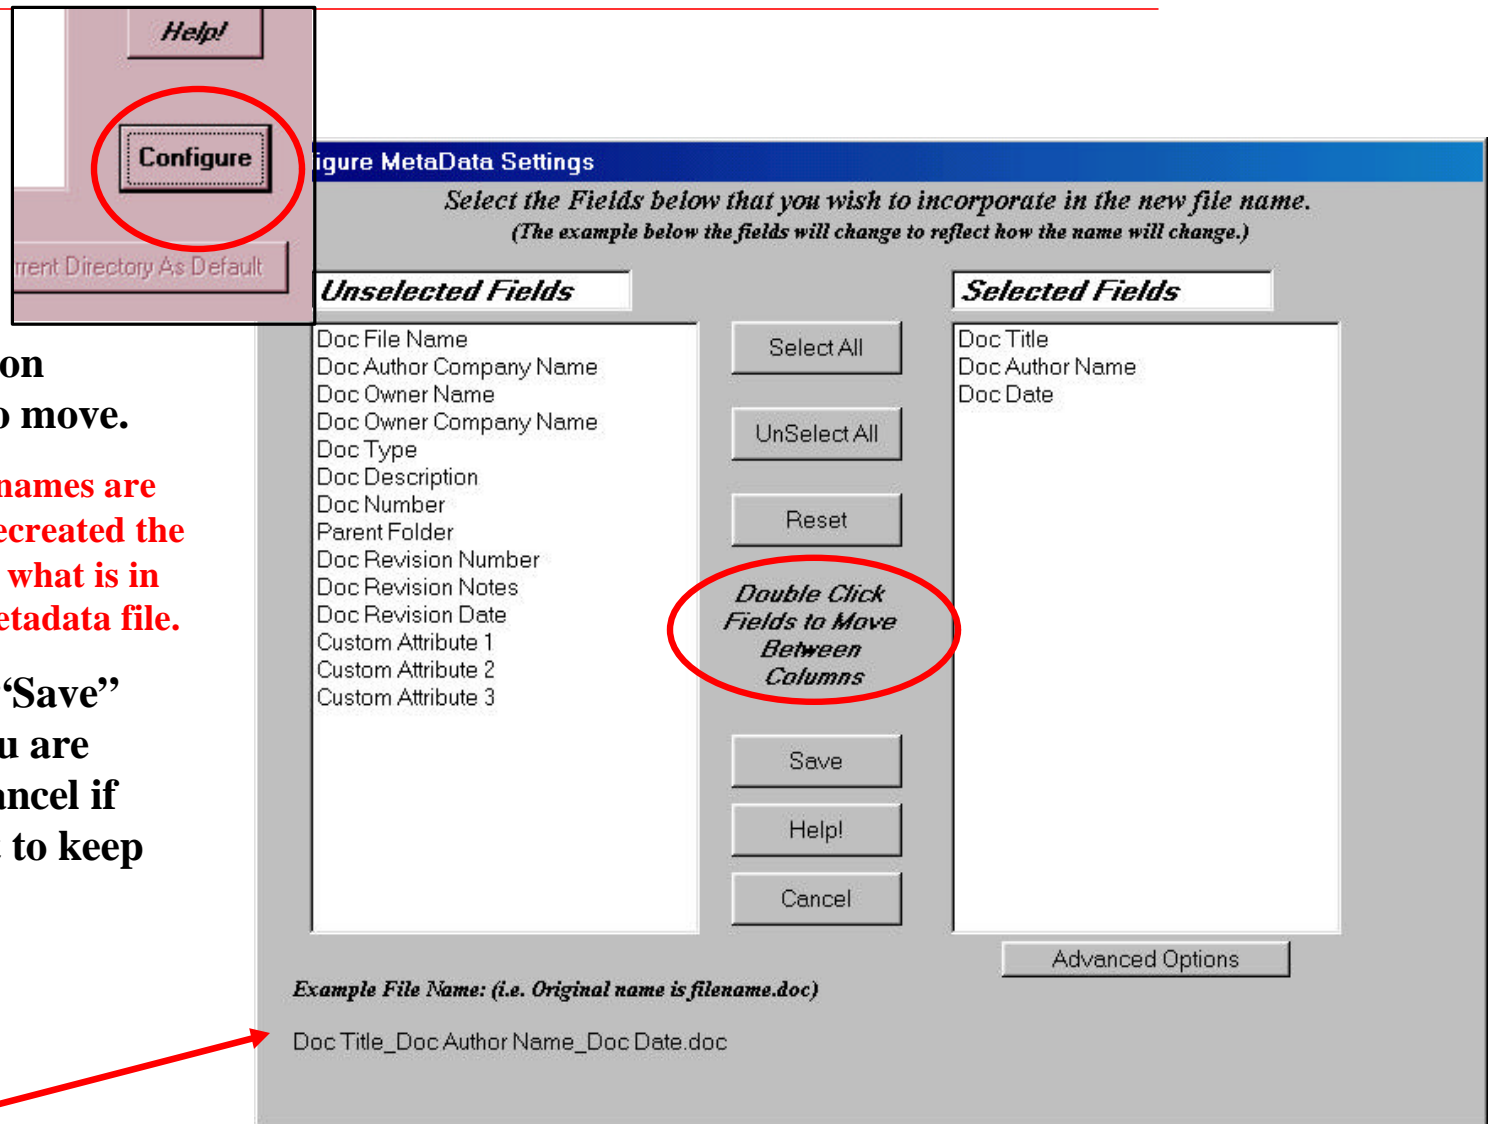 Help!
Configure
rrent Directory As Default
igure MetaData Settings
Select the Fields below that you wish to incorporate in the new file name.
(The example below the fields will change to reflect how the name will change.)
Unselected Fields
Doc File Name
Doc Author Company Name
Doc Owner Name
Doc Owner Company Name
Doc Type
Doc Description
Doc Number
Parent Folder
Doc Revision Number
Doc Revision Notes
Doc Revision Date
Custom Attribute 1
Custom Attribute 2
Custom Attribute 3
Select All
UnSelect All
Reset
Double Click
Fields to Move
Between
Columns
Save
Help!
Cancel
Selected Fields
Doc Title
Doc Author Name
Doc Date
Advanced Options
Example File Name: (i.e. Original name is filename.doc)
Doc Title_Doc Author Name_Doc Date.doc
on
o move.
names are
ecreated the
what is in
etadata file.
“Save”
u are
ancel if
t to keep